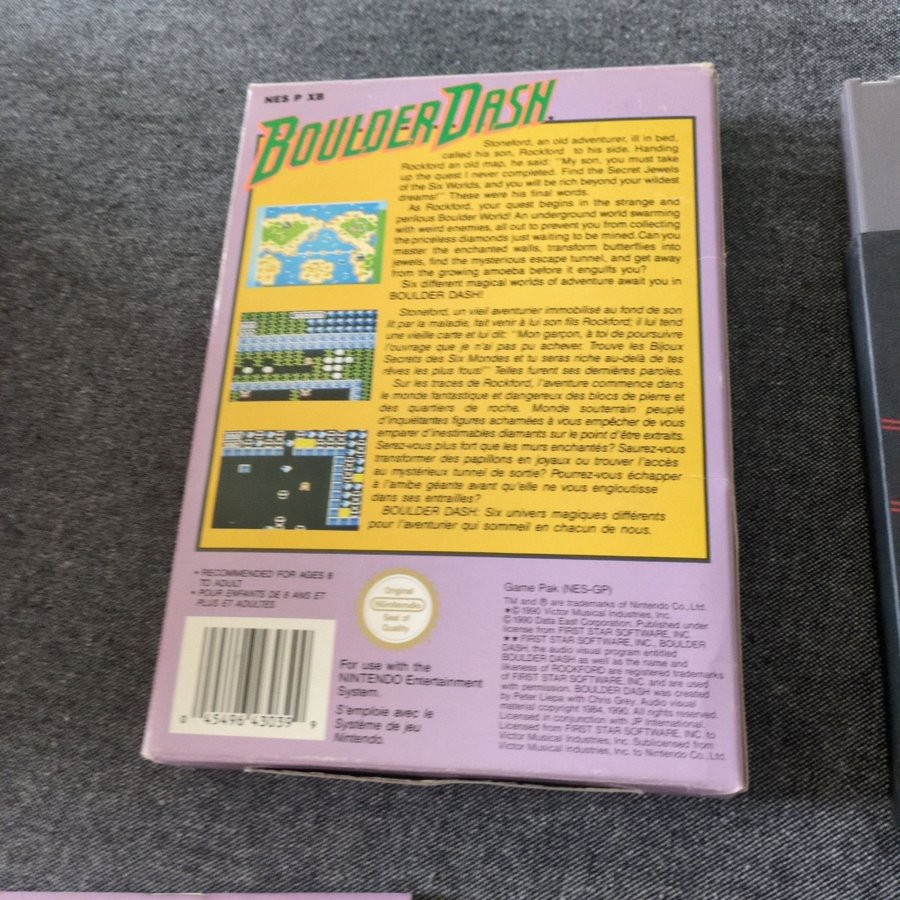 NES P XB
BOULDER DASH
Stoneford, an old adventurer, ill in bed,
called his son, Rockford to his side. Handing
Rockford an old map, he said: "My son, you must take
up the quest I never completed. Find the Secret Jewels
of the Six Worlds, and you will be rich beyond your wildest
dreams!" These were his final words.
As Rockford, your quest begins in the strange and
perilous Boulder World! An underground world swarming
with weird enemies, all out to prevent you from collecting
the priceless diamonds just waiting to be mined. Can you
master the enchanted walls, transform butterflies into
jewels, find the mysterious escape tunnel, and get away
from the growing amoeba before it engulfs you?
Six different magical worlds of adventure await you in
BOULDER DASH!
Stoneford, un vieil aventurier immobilisé au fond de son
lit par la maladie, fait venir à lui son fils Rockford; il lui tend
une vieille carte et lui dit: "Mon garçon, à toi de poursuivre
l'ouvrage que je n'ai pas pu achever. Trouve les Bijoux
Secrets des Six Mondes et tu seras riche au-delà de tes
rêves les plus fous!" Telles furent ses dernières paroles.
Sur les traces de Rockford, l'aventure commence dans
le monde fantastique et dangereux des blocs de pierre et
des quartiers de roche. Monde souterrain peuplé
d'inquiétantes figures acharnées à vous empêcher de vous
emparer d'inestimables diamants sur le point d'être extraits.
Serez-vous plus fort que les murs enchantés? Saurez-vous
transformer des papillons en joyaux ou trouver l'accès
au mystérieux tunnel de sortie? Pourrez-vous échapper
à l'amibe géante avant qu'elle ne vous engloutisse
dans ses entrailles?
BOULDER DASH: Six univers magiques différents
pour l'aventurier qui sommeil en chacun de nous.
• RECOMMENDED FOR AGES 8
TO ADULT
• POUR ENFANTS DE 8 ANS ET
PLUS ET ADULTES
0 45496 43039 9
Original
Nintendo
Seal of
Quality
For use with the
NINTENDO Entertainment
System.
S'emploie avec le
Système de jeu
Nintendo.
Game Pak (NES-GP)
TM and ® are trademarks of Nintendo Co., Ltd.
★© 1990 Victor Musical Industries, Inc.
© 1990 Data East Corporation. Published under
license from FIRST STAR SOFTWARE, INC.
★★ FIRST STAR SOFTWARE, INC., BOULDER
DASH, the audio visual program entitled
BOULDER DASH as well as the name and
likeness of ROCKFORD are registered trademarks
of FIRST STAR SOFTWARE, INC. and are used
with permission. BOULDER DASH was created
by Peter Liepa with Chris Grey. Audio visual
material copyright 1984, 1990. All rights reserved.
Licensed in conjunction with JP International.
Licensed from FIRST STAR SOFTWARE, INC. to
Victor Musical Industries, Inc. Sublicensed from
Victor Musical Industries, Inc. to Nintendo Co., Ltd.